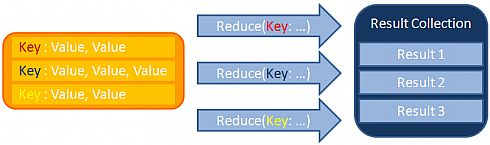 Key : Value, Value
Key : Value, Value, Value
Key : Value, Value
Reduce(Key: ...)
Reduce(Key: ...)
Reduce(Key: ...)
Result Collection
Result 1
Result 2
Result 3